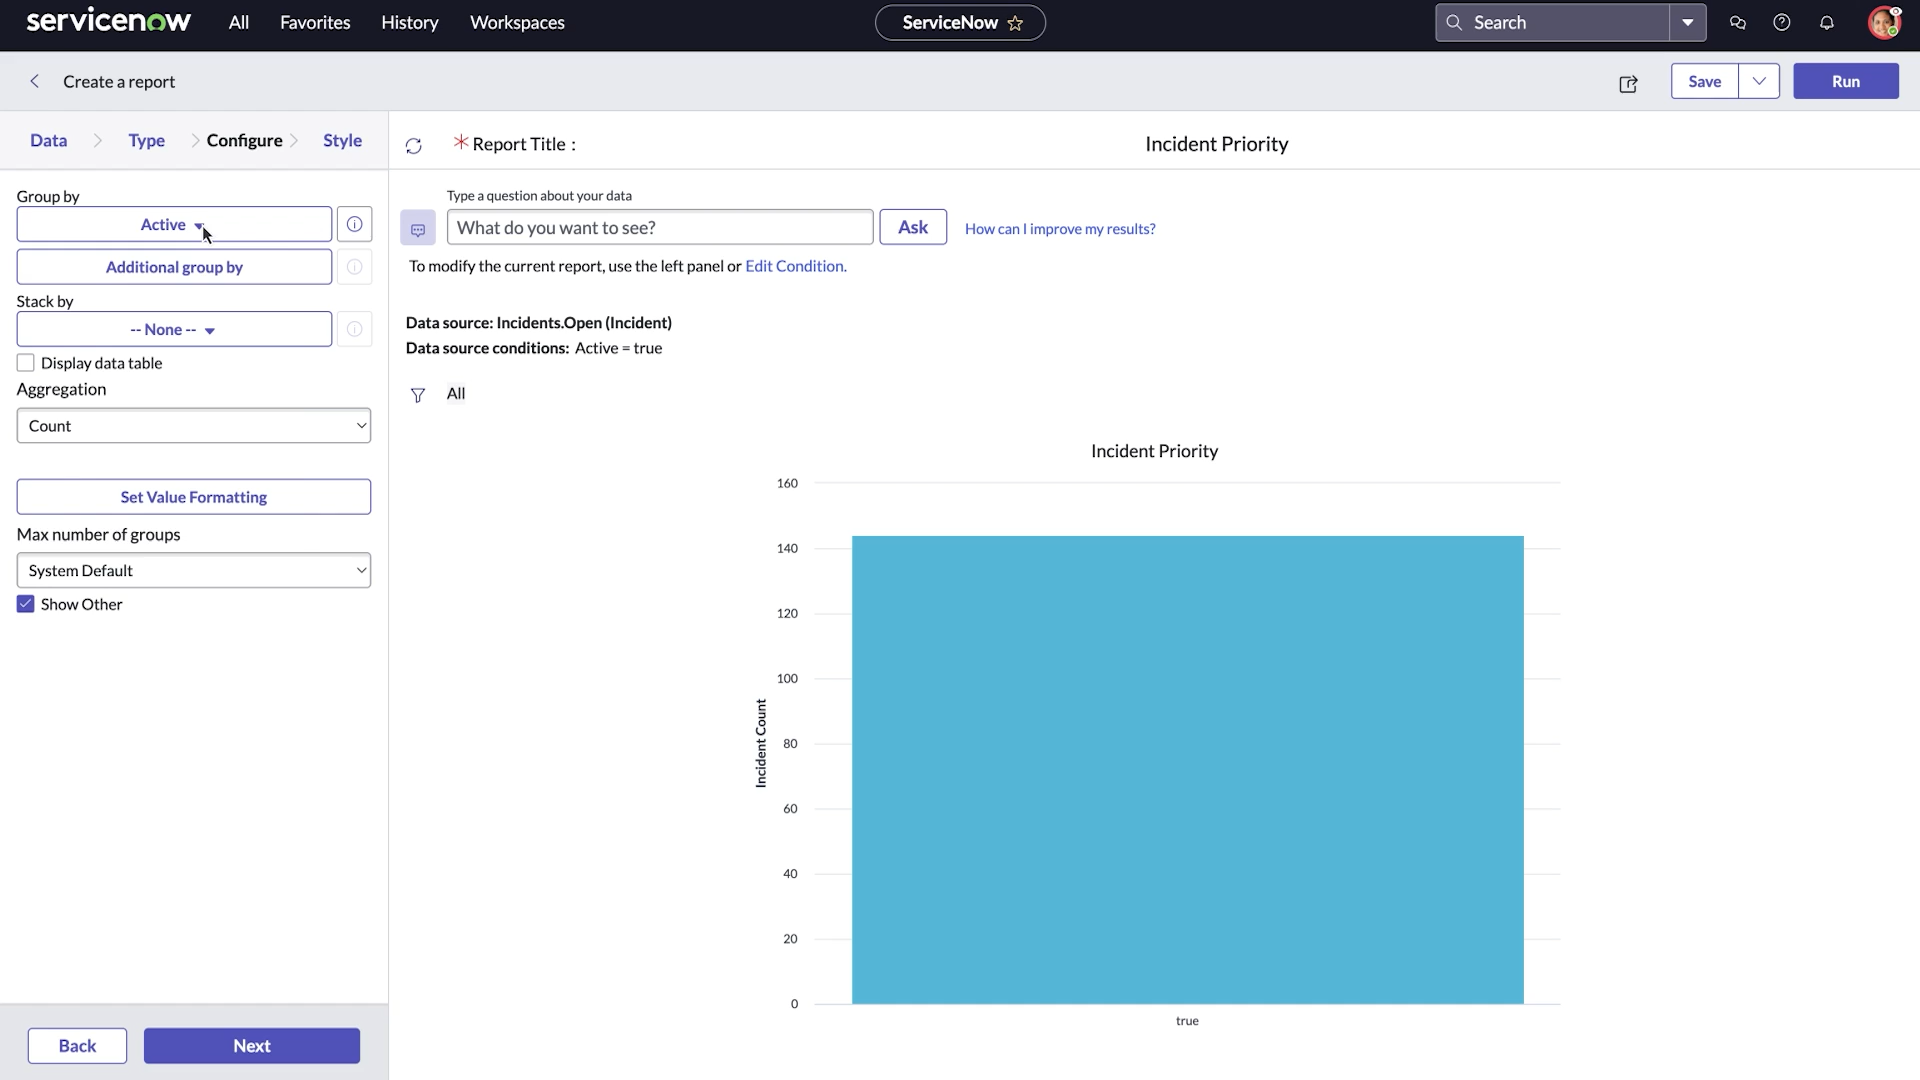 servicenow All Favorites History Workspaces ServiceNow Search
Create a report Save Run
Data Type Configure Style
* Report Title : Incident Priority
Group by
Active
Additional group by
Stack by
-- None --
Display data table
Aggregation
Count
Set Value Formatting
Max number of groups
System Default
Show Other
Back Next
Type a question about your data
What do you want to see? Ask How can I improve my results?
To modify the current report, use the left panel or Edit Condition.
Data source: Incidents.Open (Incident)
Data source conditions: Active = true
All
Incident Priority
160
140
120
100
80
60
40
20
0
Incident Count
true